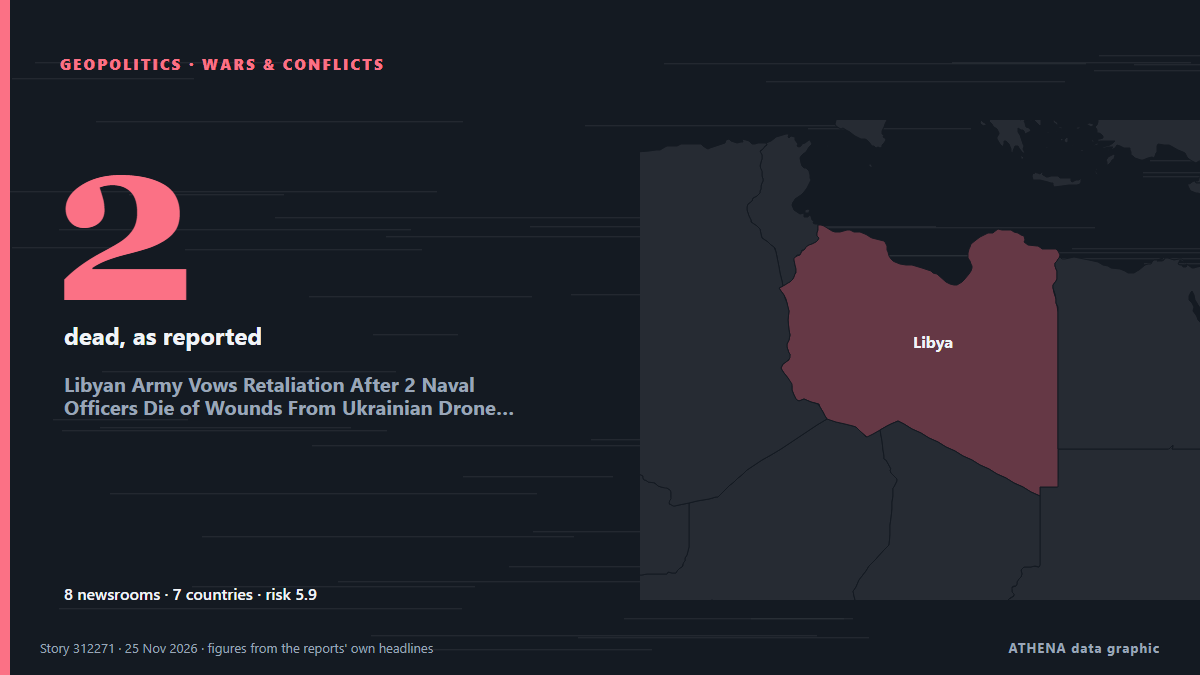 GEOPOLITICS · WARS & CONFLICTS
2
dead, as reported
Libyan Army Vows Retaliation After 2 Naval
Officers Die of Wounds From Ukrainian Drone…
Libya
8 newsrooms · 7 countries · risk 5.9
Story 312271 · 25 Nov 2026 · figures from the reports' own headlines
ATHENA data graphic